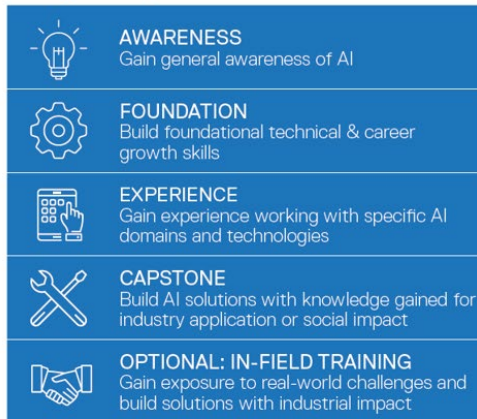 AWARENESS
Gain general awareness of AI
FOUNDATION
Build foundational technical & career
growth skills
EXPERIENCE
Gain experience working with specific AI
domains and technologies
CAPSTONE
Build AI solutions with knowledge gained for
industry application or social impact
OPTIONAL: IN-FIELD TRAINING
Gain exposure to real-world challenges and
build solutions with industrial impact